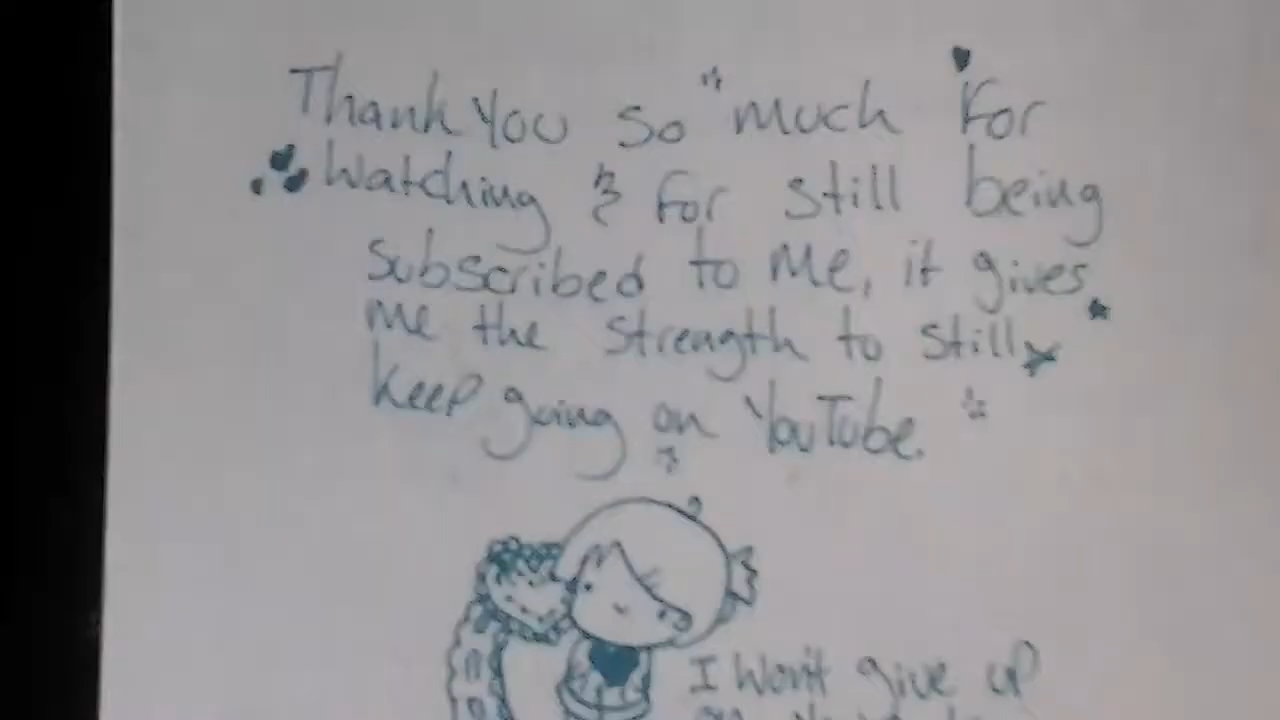 Thank You so much For
Watching & For still being
subscribed to me, it gives
me the strength to still
keep going on YouTube.
I won't give up